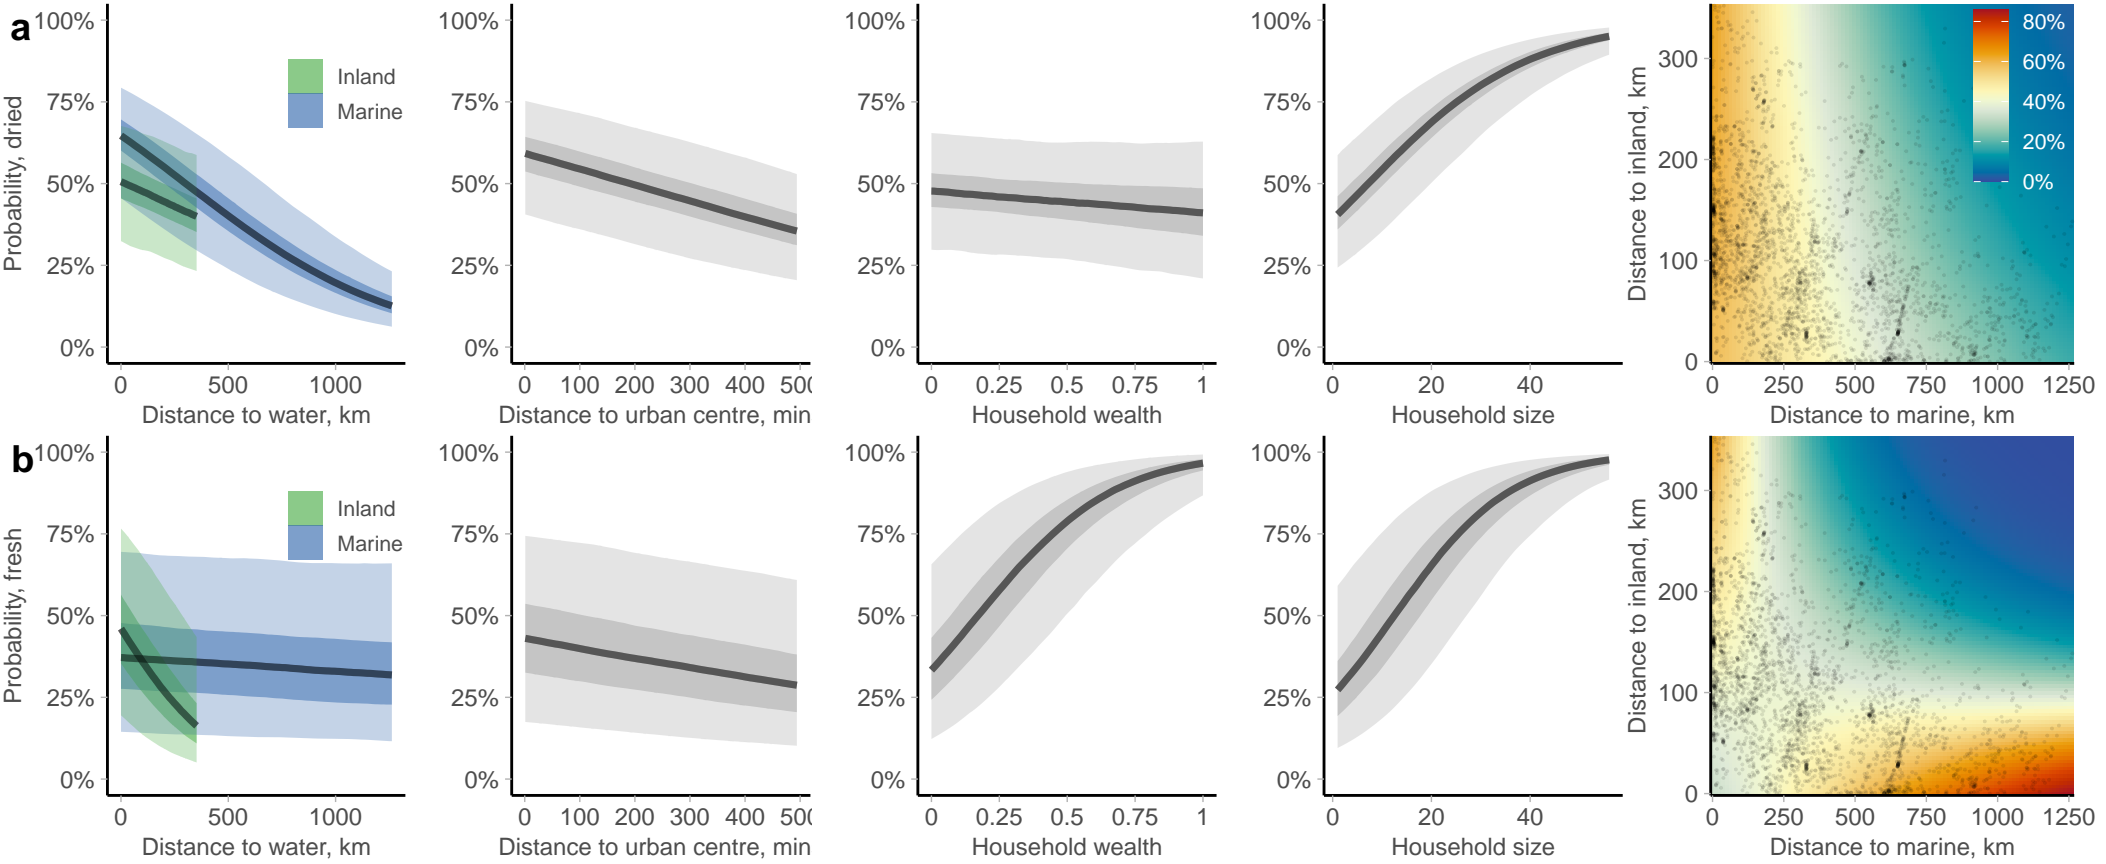 a
100%
75%
50%
25%
0%
Probability, dried
Inland
Marine
0 500 1000
Distance to water, km
100%
75%
50%
25%
0%
0 100 200 300 400 500
Distance to urban centre, min
100%
75%
50%
25%
0%
0 0.25 0.5 0.75 1
Household wealth
100%
75%
50%
25%
0%
0 20 40
Household size
Distance to inland, km
300
200
100
0
80%
60%
40%
20%
0%
0 250 500 750 1000 1250
Distance to marine, km
b
100%
75%
50%
25%
0%
Probability, fresh
Inland
Marine
0 500 1000
Distance to water, km
100%
75%
50%
25%
0%
0 100 200 300 400 500
Distance to urban centre, min
100%
75%
50%
25%
0%
0 0.25 0.5 0.75 1
Household wealth
100%
75%
50%
25%
0%
0 20 40
Household size
Distance to inland, km
300
200
100
0
0 250 500 750 1000 1250
Distance to marine, km